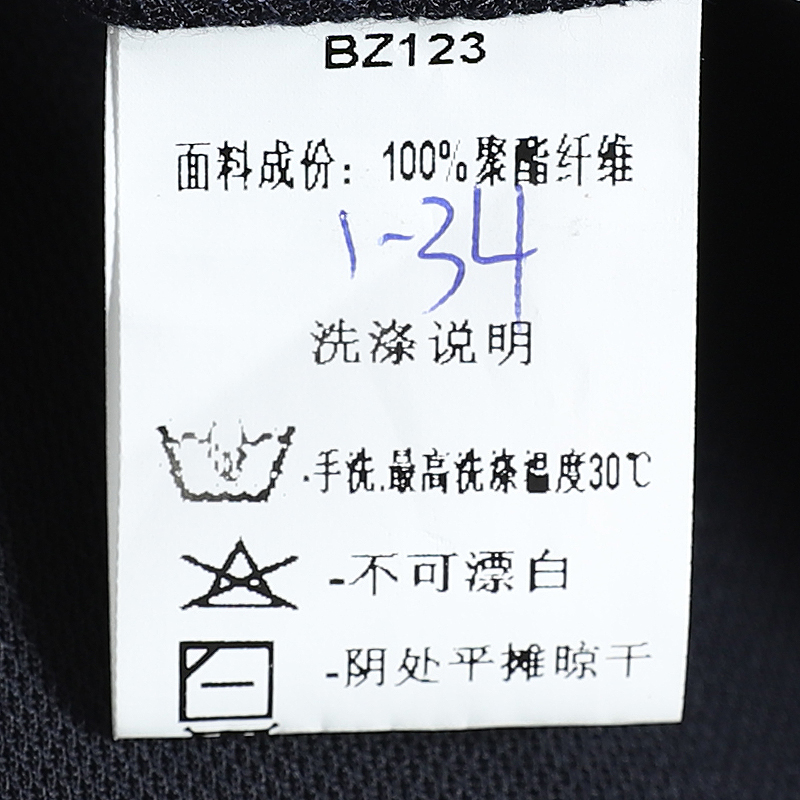 BZ123
面料成份：100%聚酯纤维
1-34
洗涤说明
·手洗.最高洗涤温度30℃
-不可漂白
-阴处平摊晾干